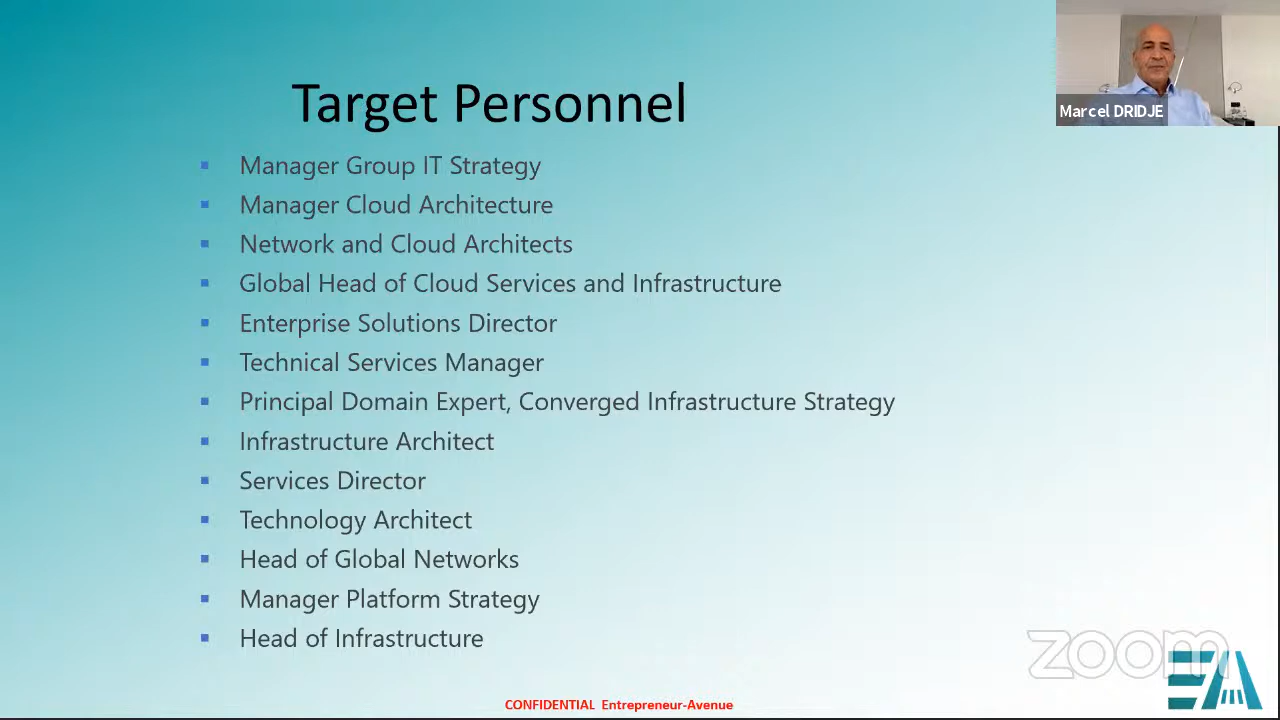 Target Personnel
Marcel DRIDJE
▪ Manager Group IT Strategy
▪ Manager Cloud Architecture
▪ Network and Cloud Architects
▪ Global Head of Cloud Services and Infrastructure
▪ Enterprise Solutions Director
▪ Technical Services Manager
▪ Principal Domain Expert, Converged Infrastructure Strategy
▪ Infrastructure Architect
▪ Services Director
▪ Technology Architect
▪ Head of Global Networks
▪ Manager Platform Strategy
▪ Head of Infrastructure
zoom
EA
CONFIDENTIAL Entrepreneur-Avenue